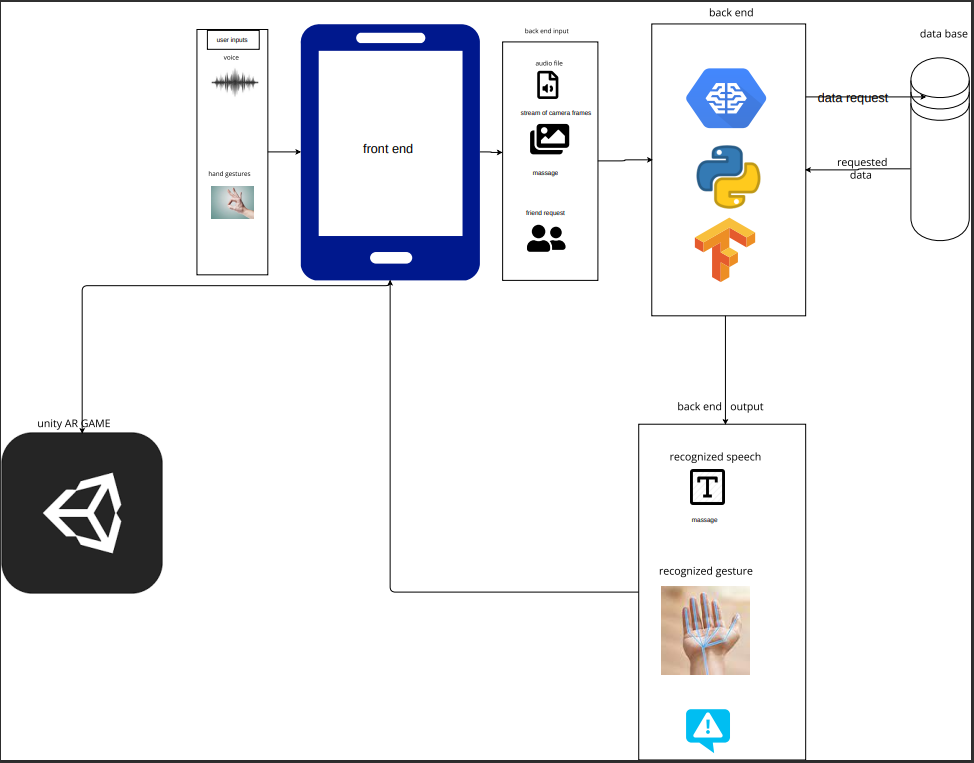 user inputs
voice
hand gestures
front end
back end input
audio file
stream of camera frames
massage
friend request
back end
data base
data request
requested
data
unity AR GAME
back end output
recognized speech
T
massage
recognized gesture